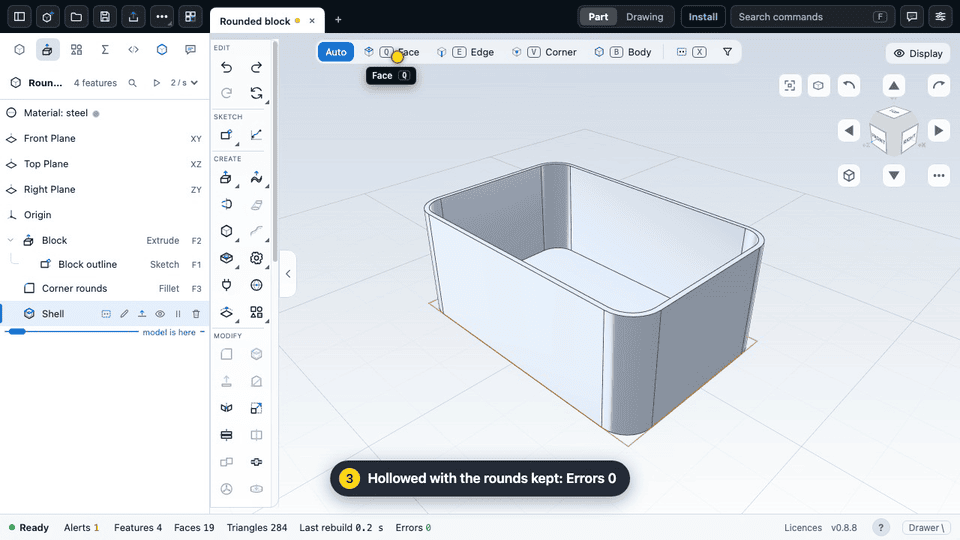 Rounded block
Part
Drawing
Install
Search commands
F
EDIT
Auto
Q Face
E Edge
V Corner
B Body
X
Display
Face Q
Roun...
4 features
2 / s
Material: steel
Front Plane XY
Top Plane XZ
Right Plane ZY
Origin
Block Extrude F2
Block outline Sketch F1
Corner rounds Fillet F3
Shell
model is here
SKETCH
CREATE
MODIFY
TOP
FRONT
RIGHT
3 Hollowed with the rounds kept: Errors 0
Ready
Alerts 1
Features 4
Faces 19
Triangles 284
Last rebuild 0.2 s
Errors 0
Licences
v0.8.8
?
Drawer \